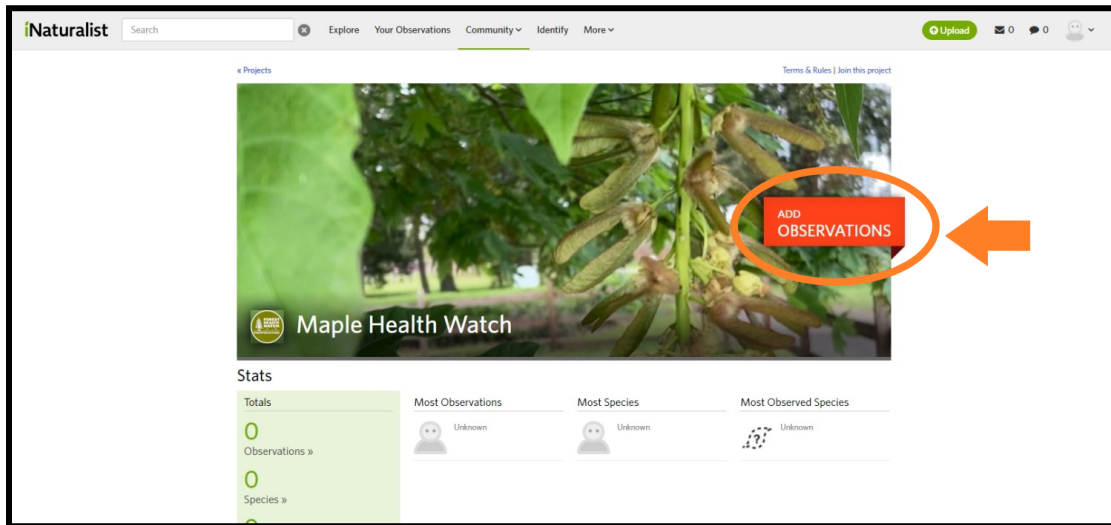 iNaturalist Search Explore Your Observations Community Identify More Upload 0 0
« Projects Terms & Rules | Join this project
ADD
OBSERVATIONS
Maple Health Watch
Stats
Totals Most Observations Most Species Most Observed Species
0 Unknown Unknown Unknown
Observations »
0
Species »